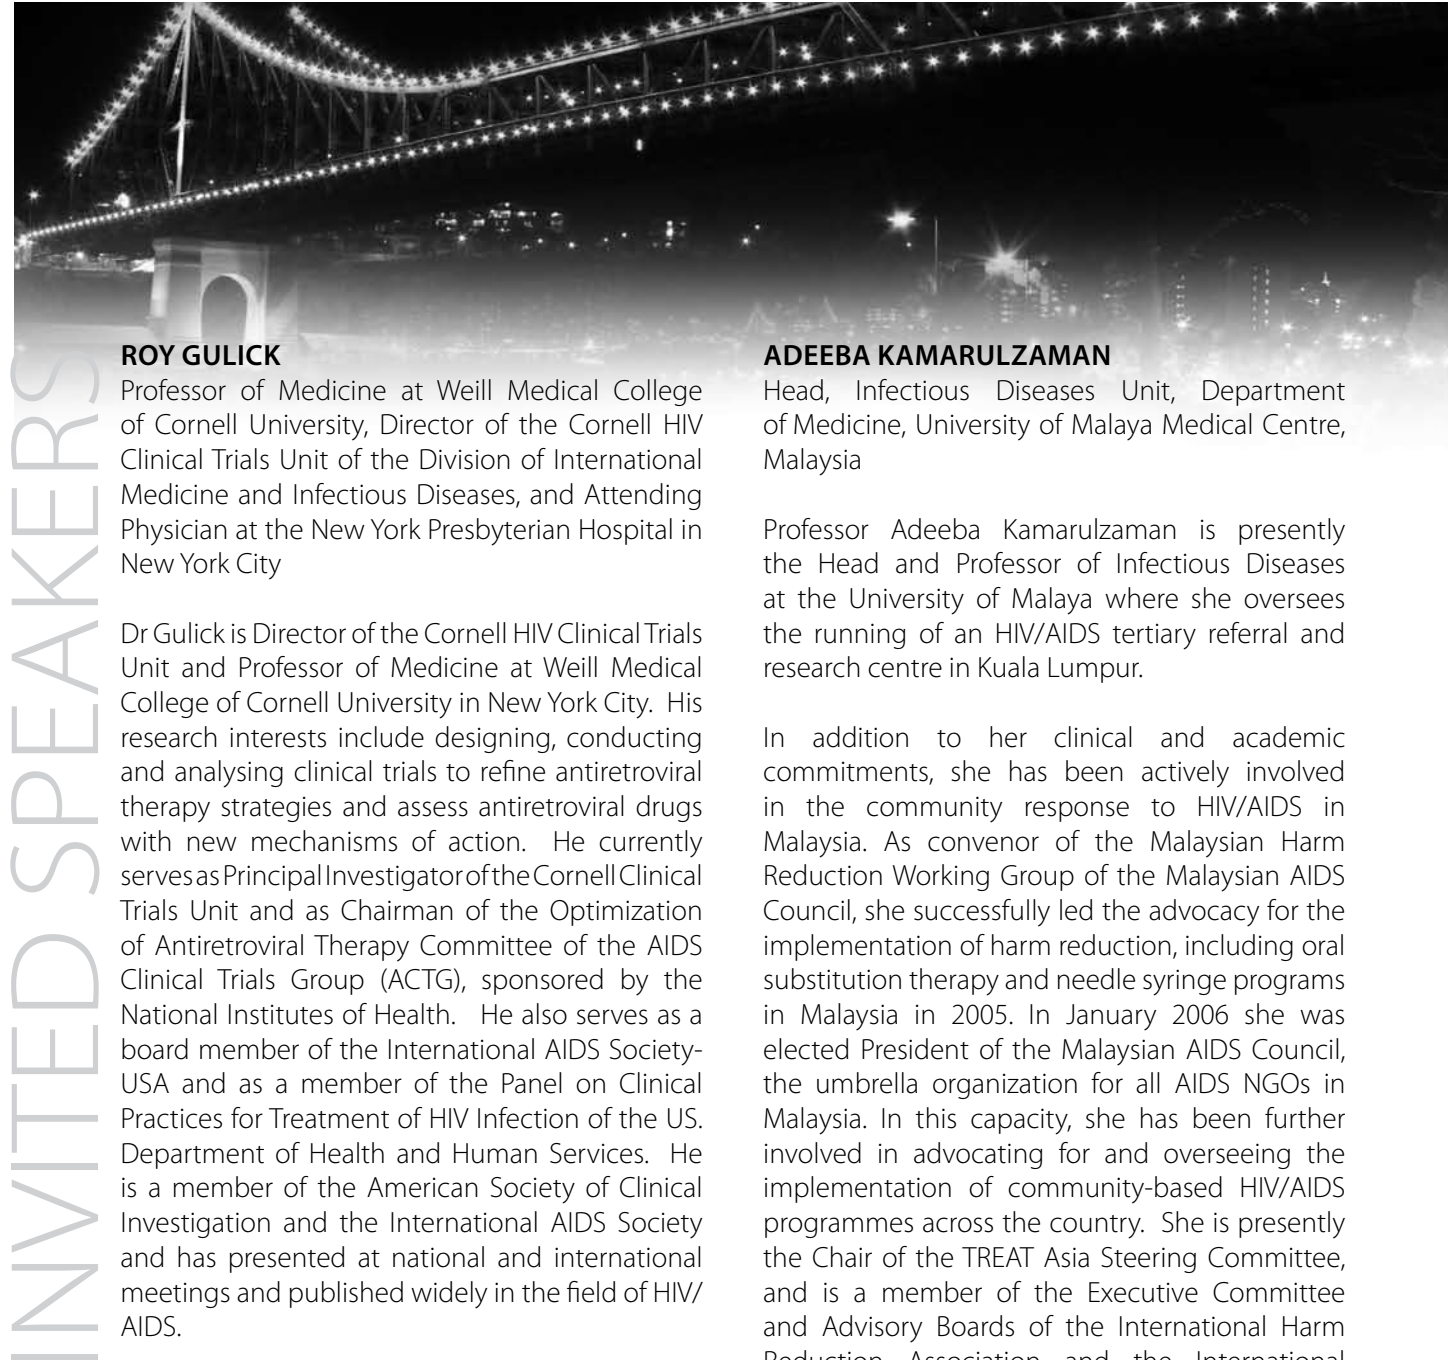 INVITED SPEAKERS
ROY GULICK
Professor of Medicine at Weill Medical College
of Cornell University, Director of the Cornell HIV
Clinical Trials Unit of the Division of International
Medicine and Infectious Diseases, and Attending
Physician at the New York Presbyterian Hospital in
New York City
Dr Gulick is Director of the Cornell HIV Clinical Trials
Unit and Professor of Medicine at Weill Medical
College of Cornell University in New York City.  His
research interests include designing, conducting
and analysing clinical trials to refine antiretroviral
therapy strategies and assess antiretroviral drugs
with new mechanisms of action.  He currently
serves as Principal Investigator of the Cornell Clinical
Trials Unit and as Chairman of the Optimization
of Antiretroviral Therapy Committee of the AIDS
Clinical Trials Group (ACTG), sponsored by the
National Institutes of Health.  He also serves as a
board member of the International AIDS Society-
USA and as a member of the Panel on Clinical
Practices for Treatment of HIV Infection of the US.
Department of Health and Human Services.  He
is a member of the American Society of Clinical
Investigation and the International AIDS Society
and has presented at national and international
meetings and published widely in the field of HIV/
AIDS.
ADEEBA KAMARULZAMAN
Head, Infectious Diseases Unit, Department
of Medicine, University of Malaya Medical Centre,
Malaysia
Professor Adeeba Kamarulzaman is presently
the Head and Professor of Infectious Diseases
at the University of Malaya where she oversees
the running of an HIV/AIDS tertiary referral and
research centre in Kuala Lumpur.
In addition to her clinical and academic
commitments, she has been actively involved
in the community response to HIV/AIDS in
Malaysia. As convenor of the Malaysian Harm
Reduction Working Group of the Malaysian AIDS
Council, she successfully led the advocacy for the
implementation of harm reduction, including oral
substitution therapy and needle syringe programs
in Malaysia in 2005. In January 2006 she was
elected President of the Malaysian AIDS Council,
the umbrella organization for all AIDS NGOs in
Malaysia. In this capacity, she has been further
involved in advocating for and overseeing the
implementation of community-based HIV/AIDS
programmes across the country.  She is presently
the Chair of the TREAT Asia Steering Committee,
and is a member of the Executive Committee
and Advisory Boards of the International Harm
Reduction Association and the International